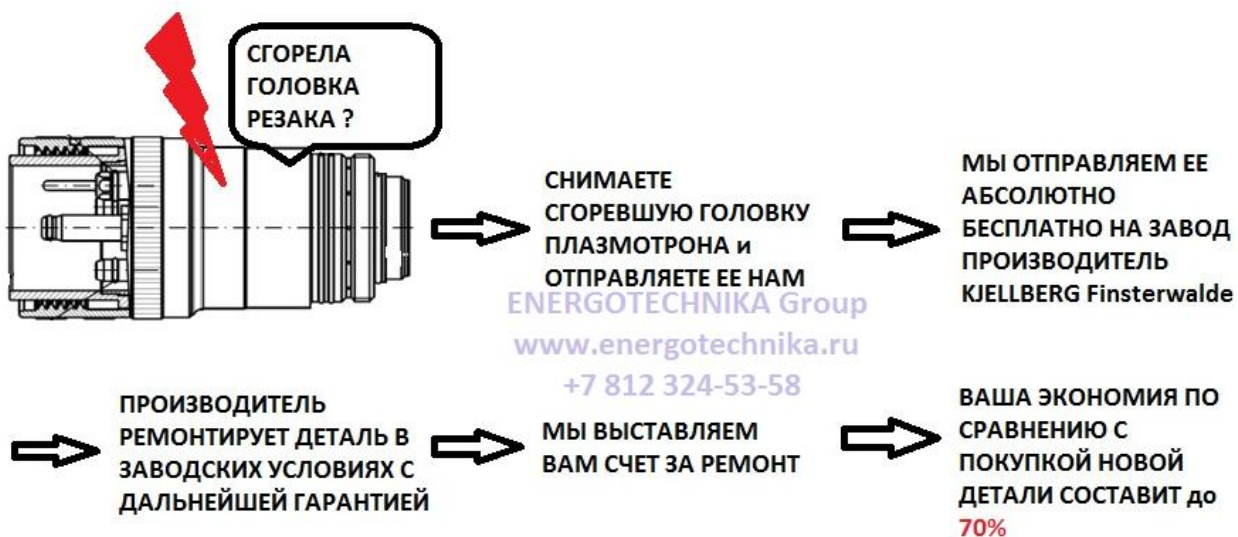 СГОРЕЛА
ГОЛОВКА
РЕЗАКА ?
СНИМАЕТЕ
СГОРЕВШУЮ ГОЛОВКУ
ПЛАЗМОТРОНА и
ОТПРАВЛЯЕТЕ ЕЕ НАМ
МЫ ОТПРАВЛЯЕМ ЕЕ
АБСОЛЮТНО
БЕСПЛАТНО НА ЗАВОД
ПРОИЗВОДИТЕЛЬ
KJELLBERG Finsterwalde
ENERGOTECHNIKA Group
www.energotechnika.ru
+7 812 324-53-58
ПРОИЗВОДИТЕЛЬ
РЕМОНТИРУЕТ ДЕТАЛЬ В
ЗАВОДСКИХ УСЛОВИЯХ С
ДАЛЬНЕЙШЕЙ ГАРАНТИЕЙ
МЫ ВЫСТАВЛЯЕМ
ВАМ СЧЕТ ЗА РЕМОНТ
ВАША ЭКОНОМИЯ ПО
СРАВНЕНИЮ С
ПОКУПКОЙ НОВОЙ
ДЕТАЛИ СОСТАВИТ до
70%